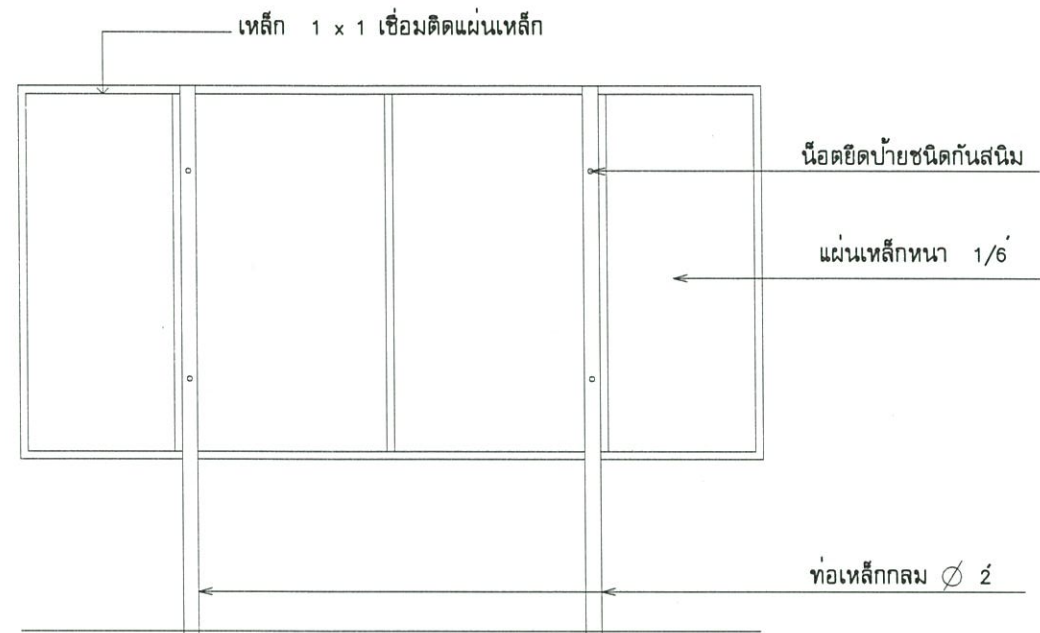 เหล็ก 1 x 1 เชื่อมติดแผ่นเหล็ก
น็อตยึดป้ายชนิดกันสนิม
แผ่นเหล็กหนา 1/6"
ท่อเหล็กกลม ∅ 2"